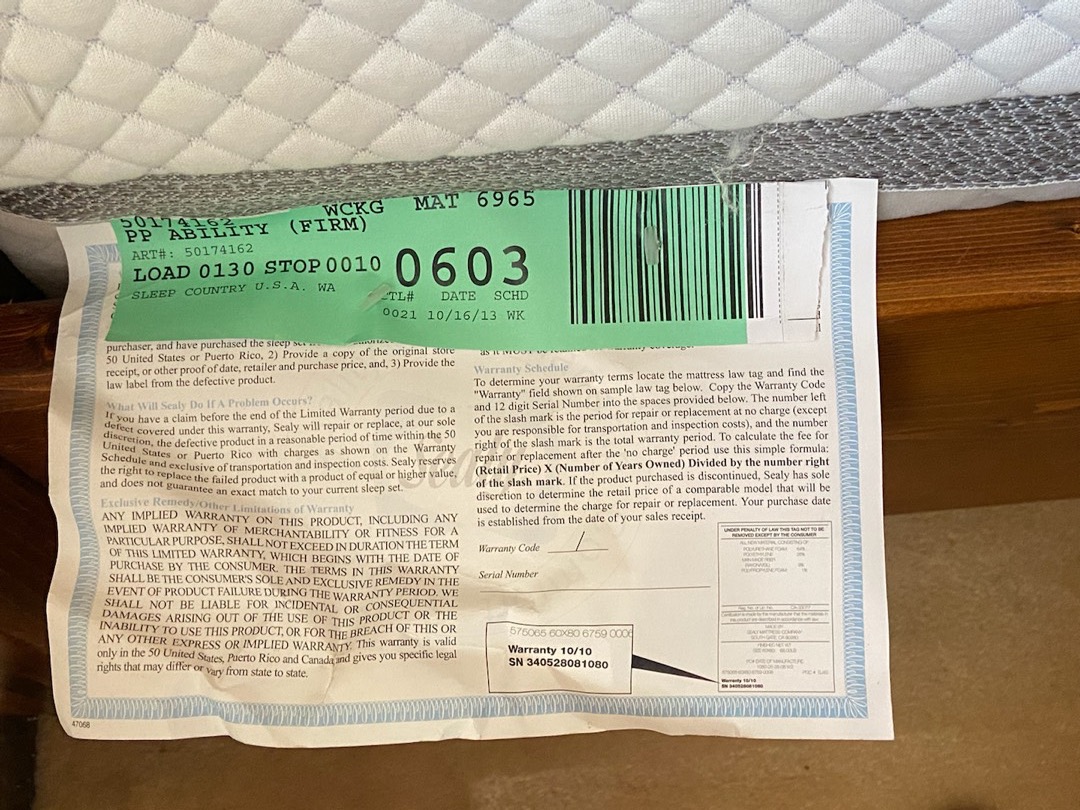 50174162 WCKG MAT 6965
PP ABILITY (FIRM)
ART#: 50174162
LOAD 0130 STOP 0010 0603
SLEEP COUNTRY U.S.A. WA
CTL# DATE SCHD
0021 10/16/13 WK
purchaser, and have purchased the sleep
50 United States or Puerto Rico, 2) Provide a copy of the original store
receipt, or other proof of date, retailer and purchase price, and, 3) Provide the
law label from the defective product.
What Will Sealy Do If A Problem Occurs?
If you have a claim before the end of the Limited Warranty period due to a
defect covered under this warranty, Sealy will repair or replace, at our sole
discretion, the defective product in a reasonable period of time within the 50
United States or Puerto Rico with charges as shown on the Warranty
Schedule and exclusive of transportation and inspection costs. Sealy reserves
the right to replace the failed product with a product of equal or higher value,
and does not guarantee an exact match to your current sleep set.
Exclusive Remedy/Other Limitations of Warranty
ANY IMPLIED WARRANTY ON THIS PRODUCT, INCLUDING ANY
IMPLIED WARRANTY OF MERCHANTABILITY OR FITNESS FOR A
PARTICULAR PURPOSE, SHALL NOT EXCEED IN DURATION THE TERM
OF THIS LIMITED WARRANTY, WHICH BEGINS WITH THE DATE OF
PURCHASE BY THE CONSUMER. THE TERMS IN THIS WARRANTY
SHALL BE THE CONSUMER'S SOLE AND EXCLUSIVE REMEDY IN THE
EVENT OF PRODUCT FAILURE DURING THE WARRANTY PERIOD. WE
SHALL NOT BE LIABLE FOR INCIDENTAL OR CONSEQUENTIAL
DAMAGES ARISING OUT OF THE USE OF THIS PRODUCT OR THE
INABILITY TO USE THIS PRODUCT, OR FOR THE BREACH OF THIS OR
ANY OTHER EXPRESS OR IMPLIED WARRANTY. This warranty is valid
only in the 50 United States, Puerto Rico and Canada and gives you specific legal
rights that may differ or vary from state to state.
47068
Warranty Schedule
To determine your warranty terms locate the mattress law tag and find the
"Warranty" field shown on sample law tag below. Copy the Warranty Code
and 12 digit Serial Number into the spaces provided below. The number left
of the slash mark is the period for repair or replacement at no charge (except
you are responsible for transportation and inspection costs), and the number
right of the slash mark is the total warranty period. To calculate the fee for
repair or replacement after the 'no charge' period use this simple formula:
(Retail Price) X (Number of Years Owned) Divided by the number right
of the slash mark. If the product purchased is discontinued, Sealy has sole
discretion to determine the retail price of a comparable model that will be
used to determine the charge for repair or replacement. Your purchase date
is established from the date of your sales receipt.
Warranty Code /
Serial Number
575065 60X80 6759 0006
Warranty 10/10
SN 340528081080
UNDER PENALTY OF LAW THIS TAG NOT TO BE
REMOVED EXCEPT BY THE CONSUMER
ALL NEW MATERIAL CONSISTING OF
MADE BY
SEALY MATTRESS COMPANY
DATE OF MANUFACTURE
Warranty 10/10
SN 340528081080